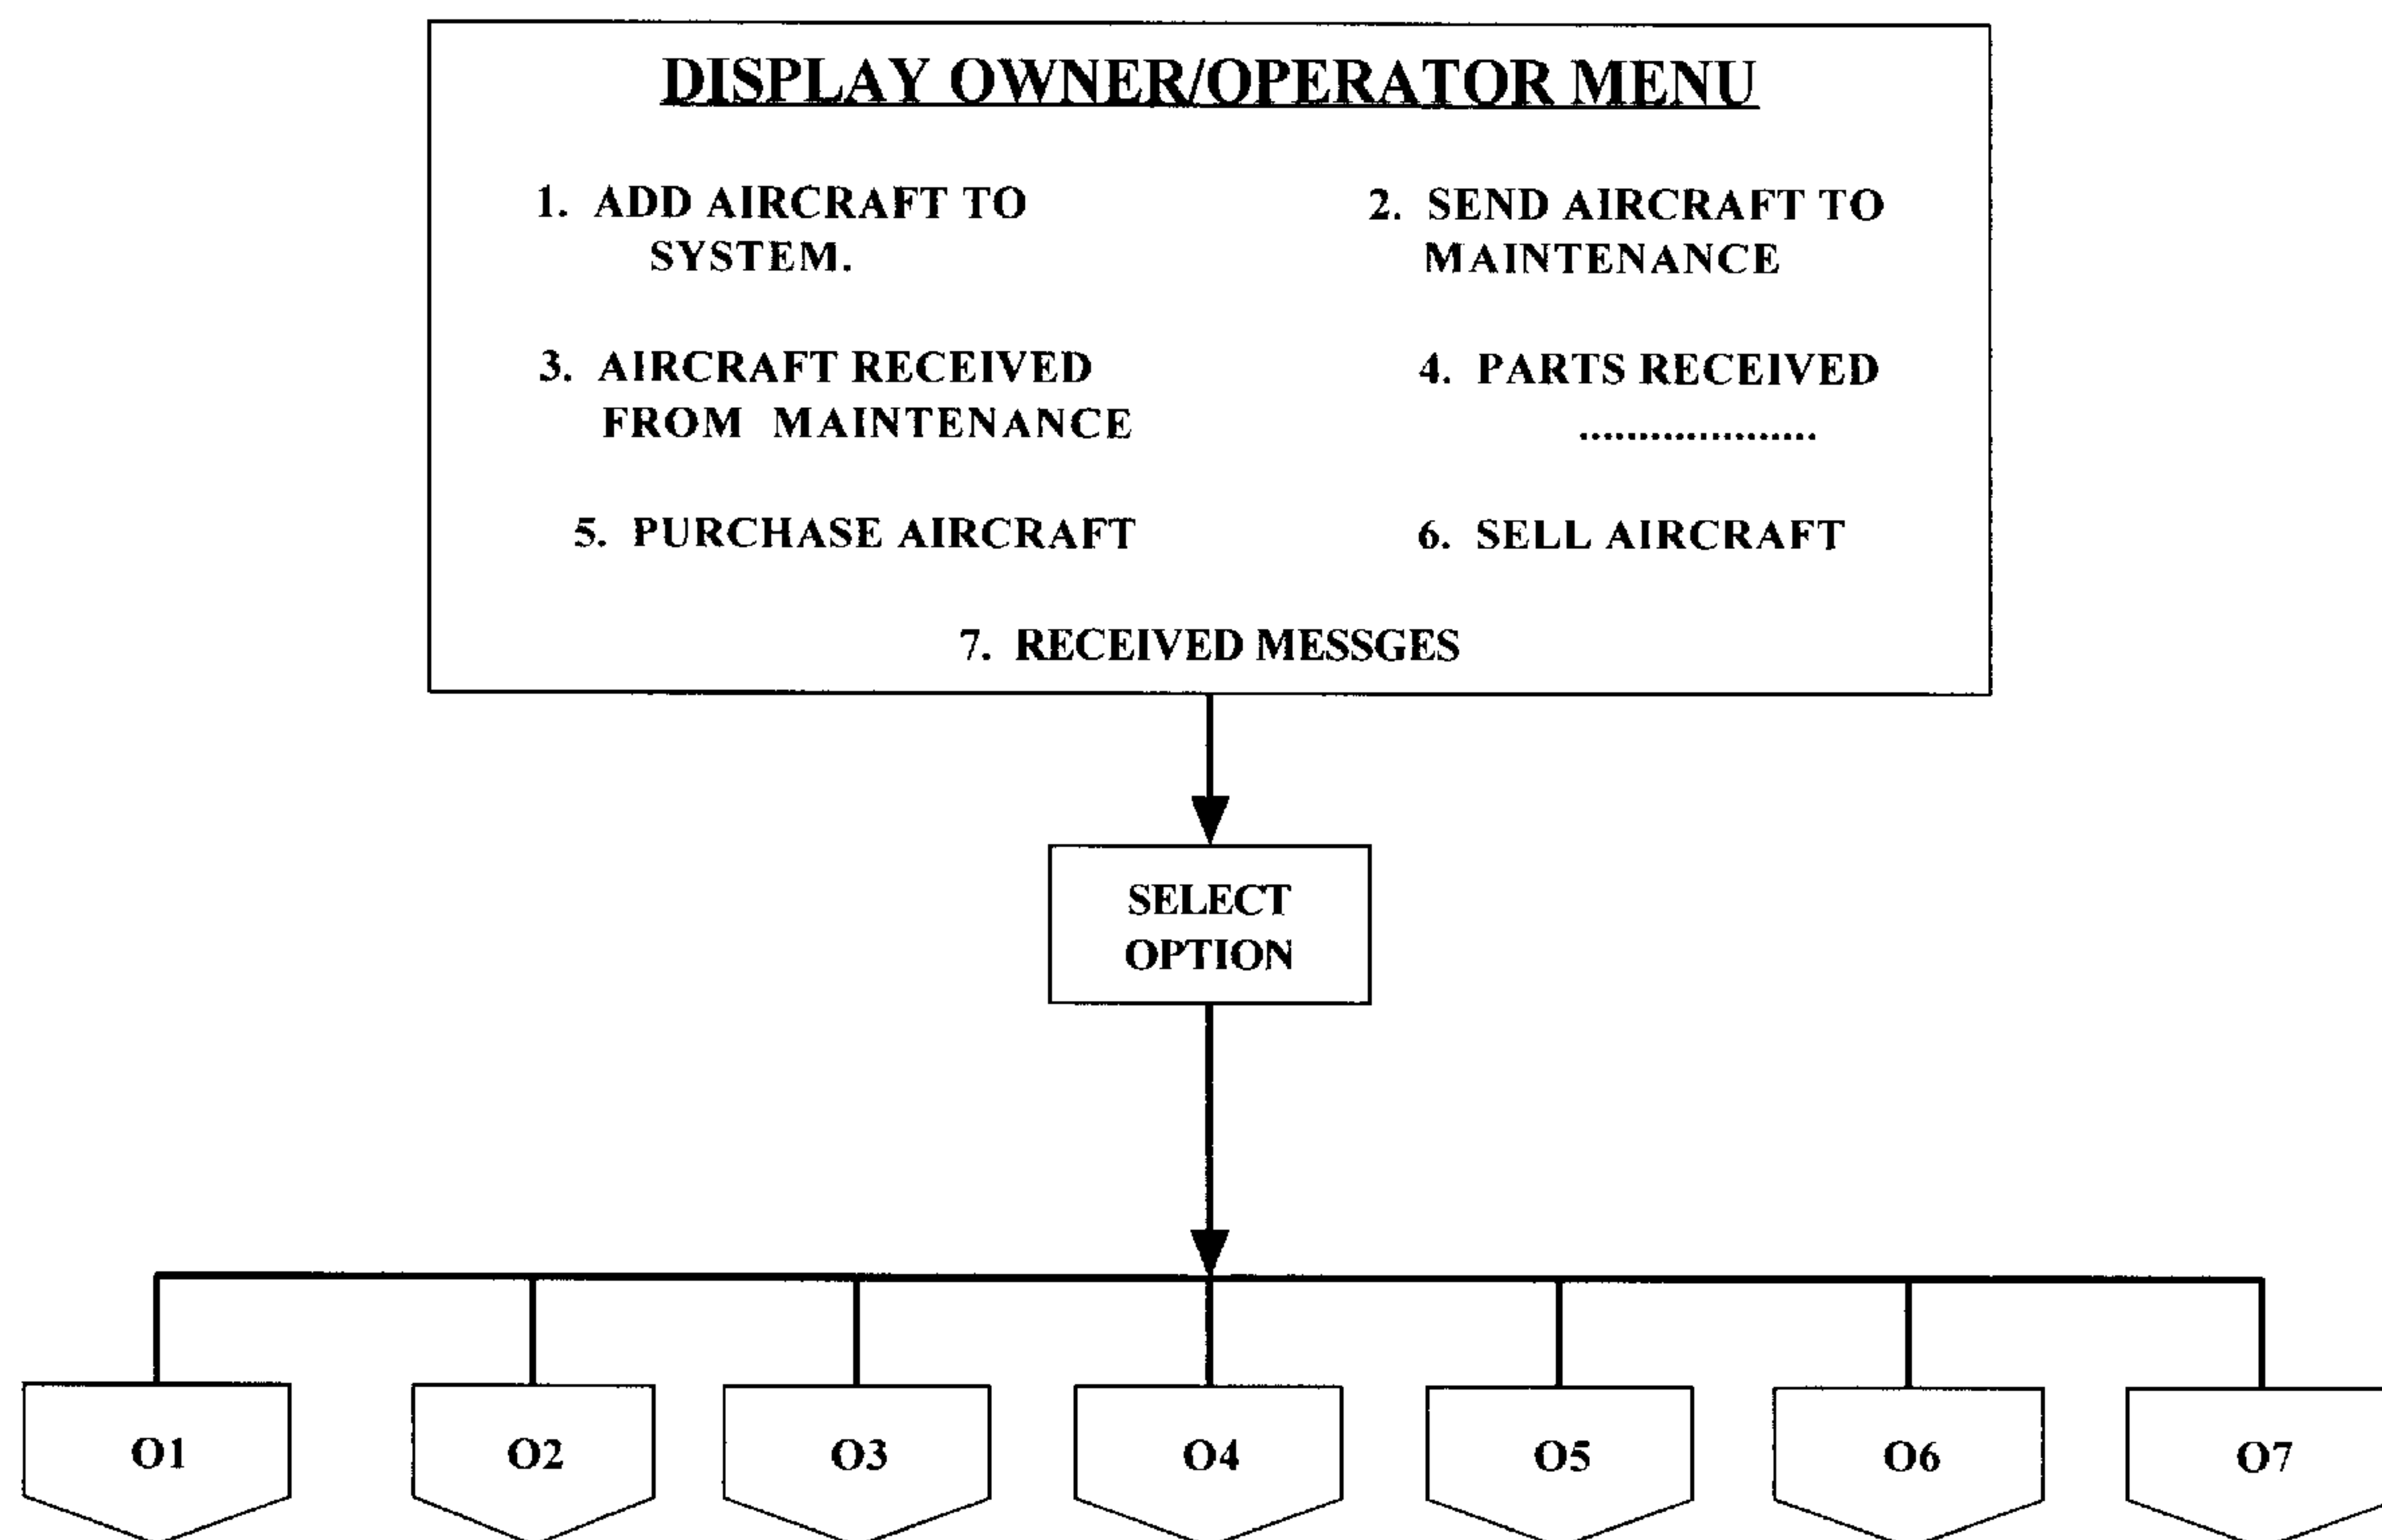 DISPLAY OWNER/OPERATOR MENU
1. ADD AIRCRAFT TO
SYSTEM.
2. SEND AIRCRAFT TO
MAINTENANCE
3. AIRCRAFT RECEIVED
FROM MAINTENANCE
4. PARTS RECEIVED
....................
5. PURCHASE AIRCRAFT
6. SELL AIRCRAFT
7. RECEIVED MESSGES
SELECT
OPTION
O1
O2
O3
O4
O5
O6
O7